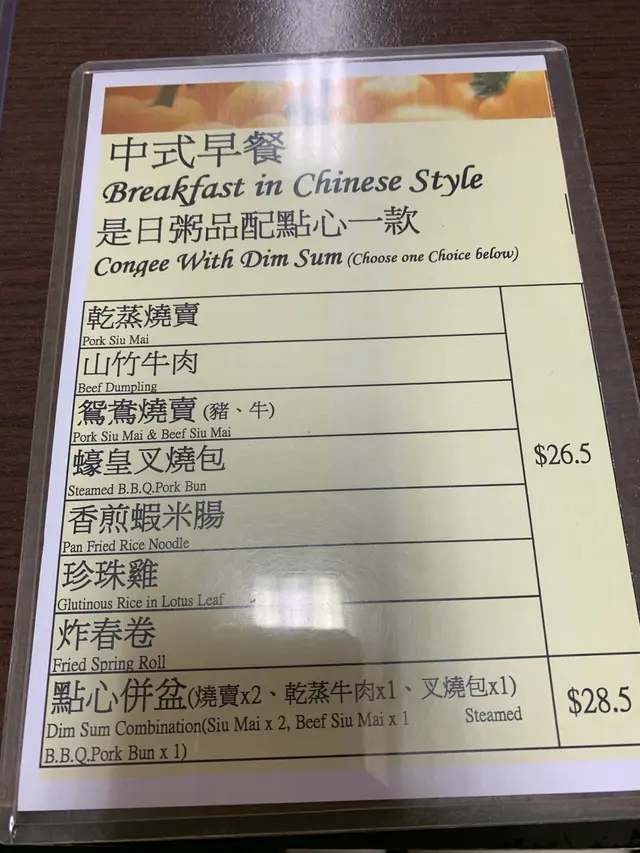 中式早餐
Breakfast in Chinese Style
是日粥品配點心一款
Congee With Dim Sum (Choose one Choice below)
乾蒸燒賣
Pork Siu Mai
山竹牛肉
Beef Dumpling
鴛鴦燒賣 (豬、牛)
Pork Siu Mai & Beef Siu Mai
蠔皇叉燒包
Steamed B.B.Q.Pork Bun
$26.5
香煎蝦米腸
Pan Fried Rice Noodle
珍珠雞
Glutinous Rice in Lotus Leaf
炸春卷
Fried Spring Roll
點心併盆(燒賣x2、乾蒸牛肉x1、叉燒包x1)
Dim Sum Combination(Siu Mai x 2, Beef Siu Mai x 1 Steamed
B.B.Q.Pork Bun x 1)
$28.5